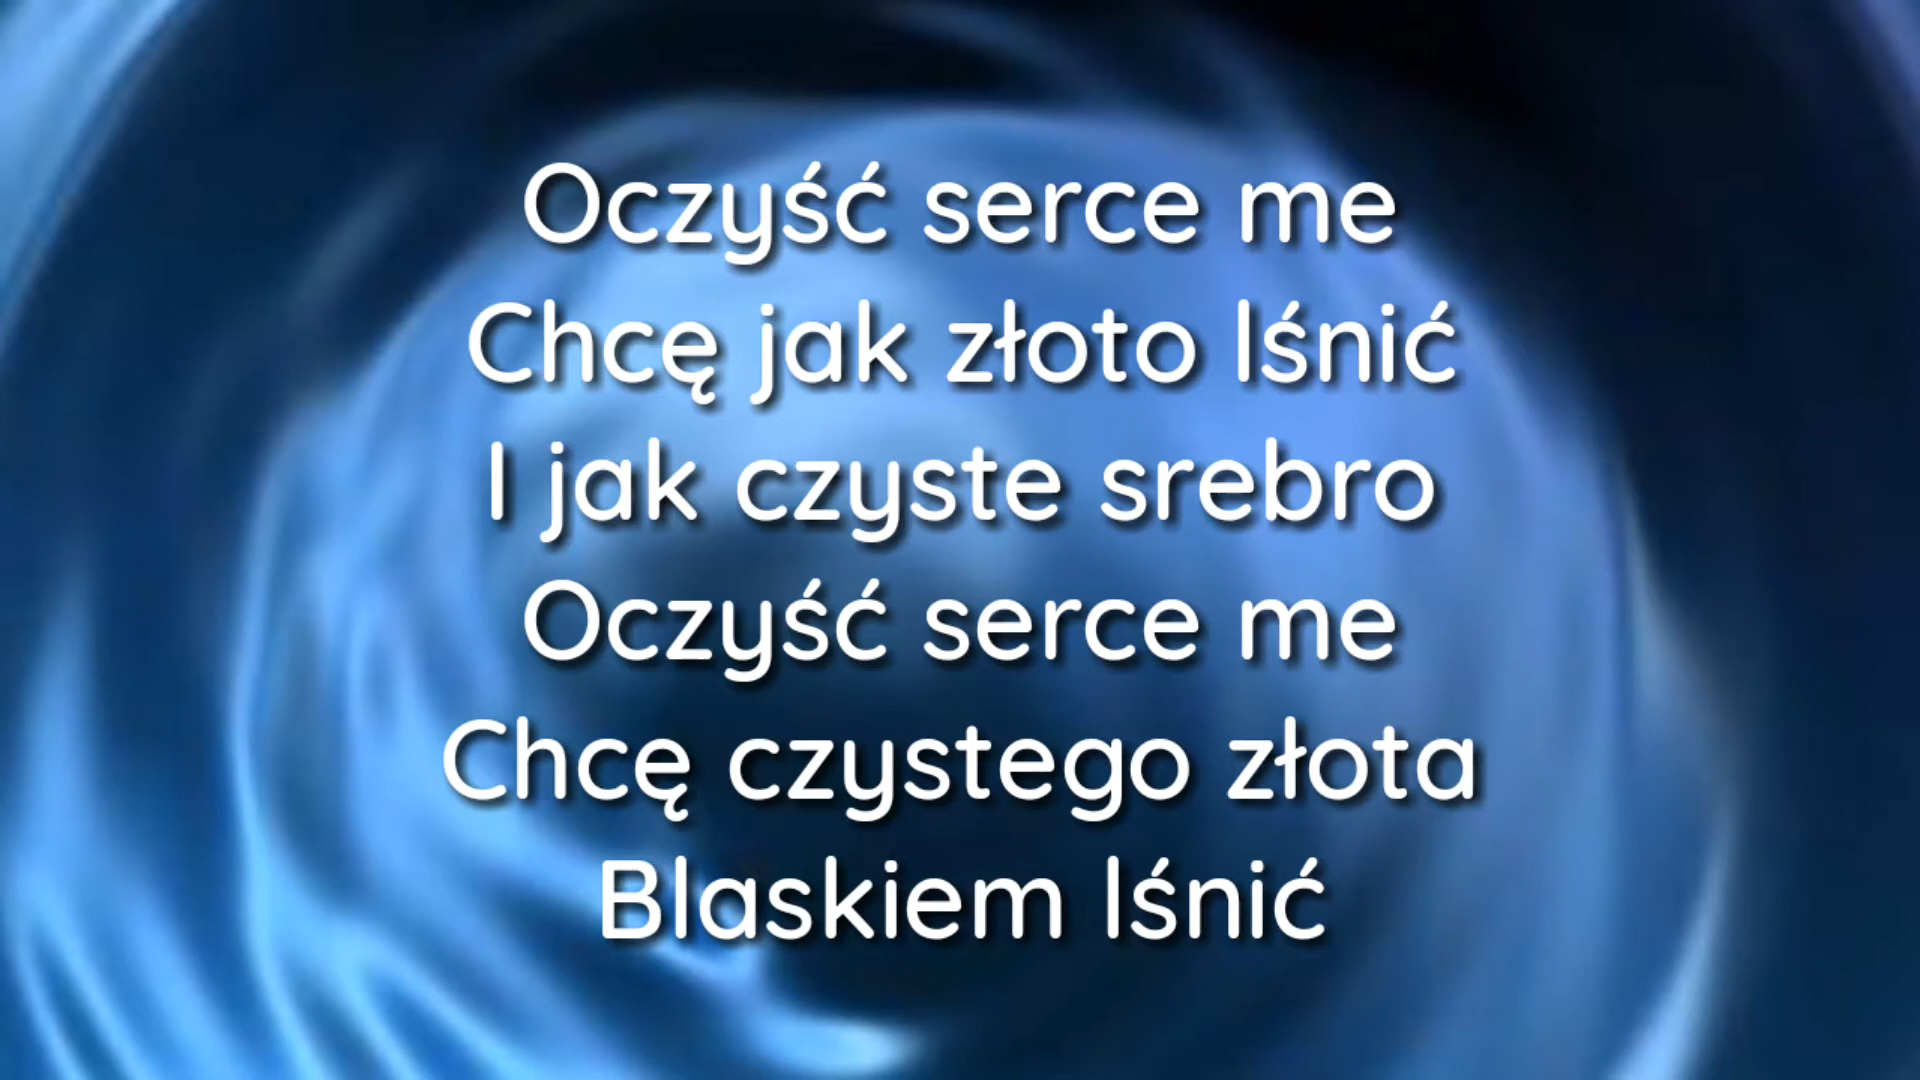 Oczyść serce me
Chcę jak złoto lśnić
I jak czyste srebro
Oczyść serce me
Chcę czystego złota
Blaskiem lśnić